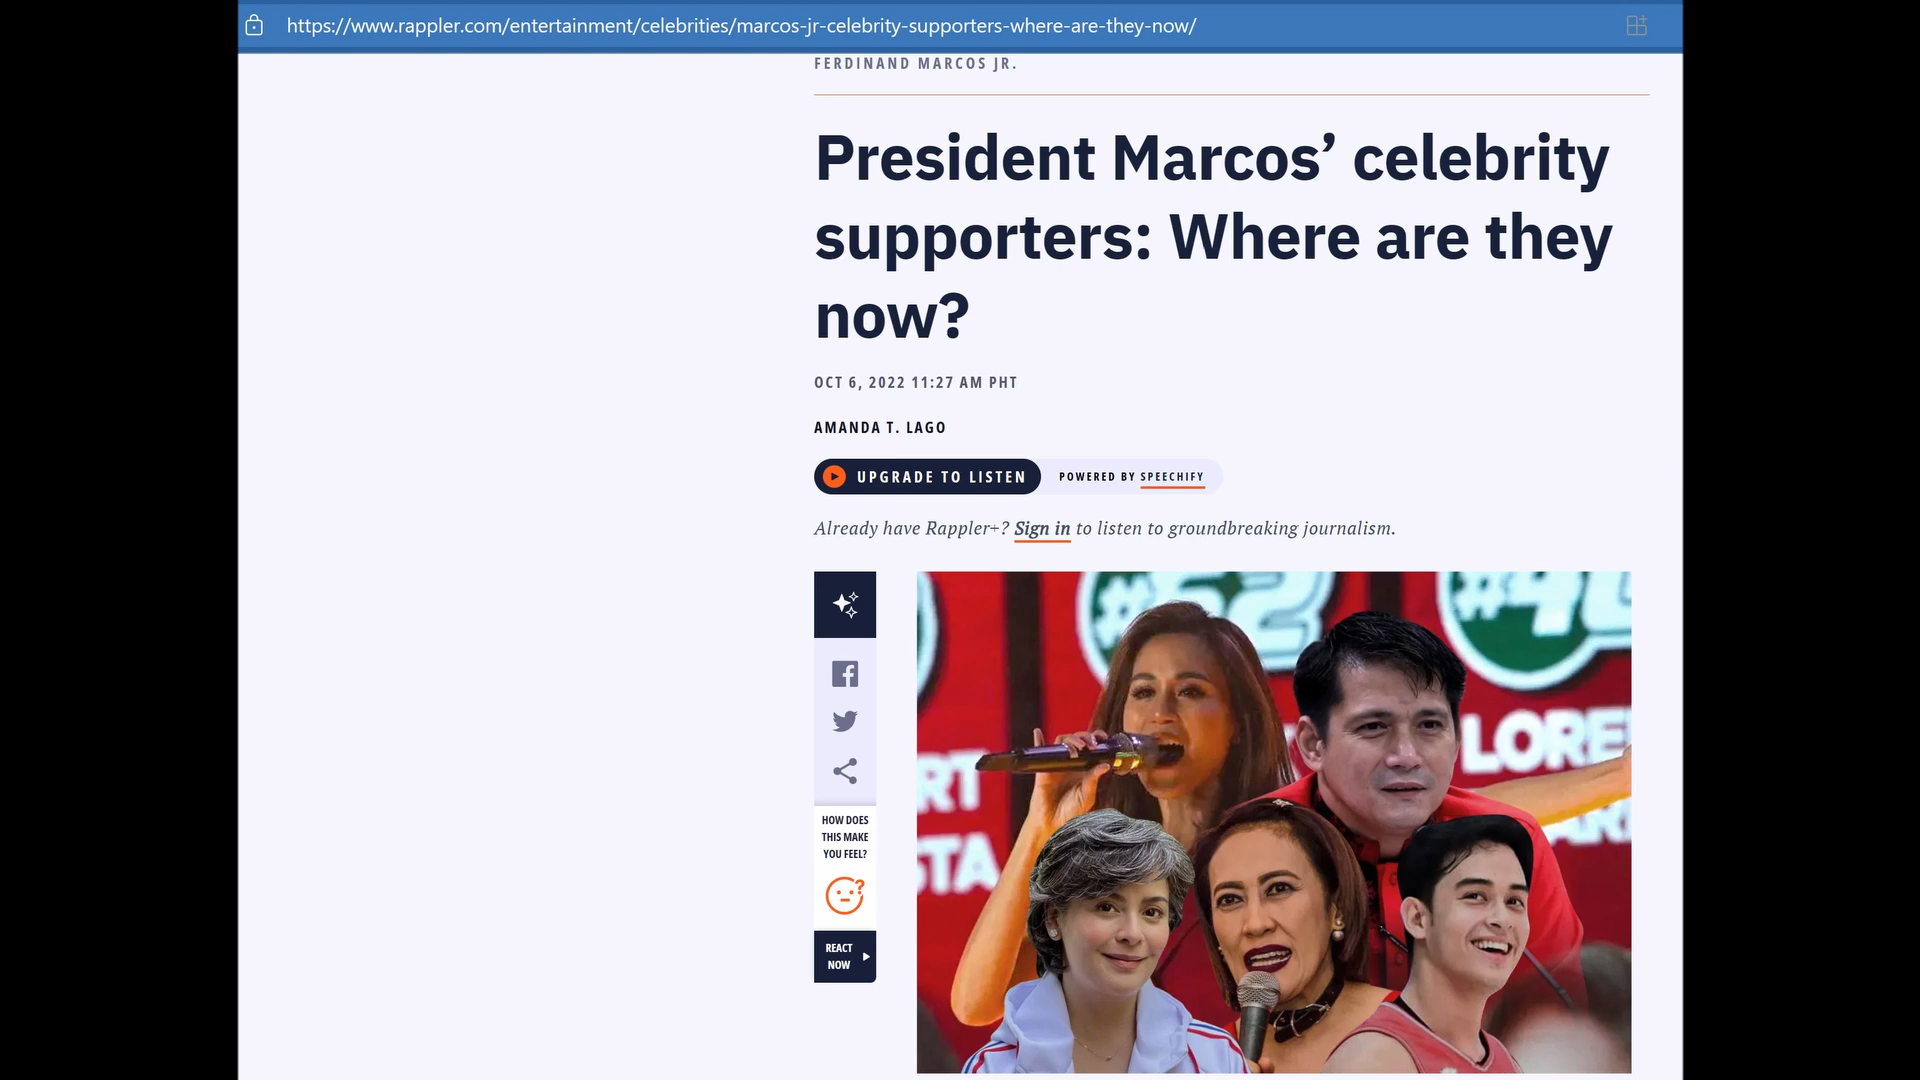 https://www.rappler.com/entertainment/celebrities/marcos-jr-celebrity-supporters-where-are-they-now/
FERDINAND MARCOS JR.
President Marcos’ celebrity
supporters: Where are they
now?
OCT 6, 2022 11:27 AM PHT
AMANDA T. LAGO
UPGRADE TO LISTEN
POWERED BY SPEECHIFY
Already have Rappler+? Sign in to listen to groundbreaking journalism.
HOW DOES
THIS MAKE
YOU FEEL?
REACT
NOW